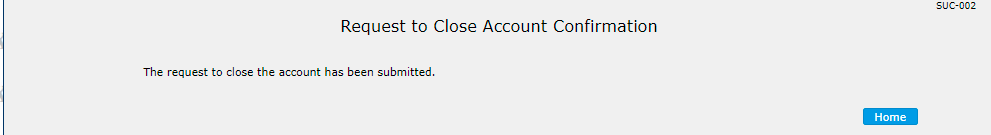 SUC-002
Request to Close Account Confirmation
The request to close the account has been submitted.
Home